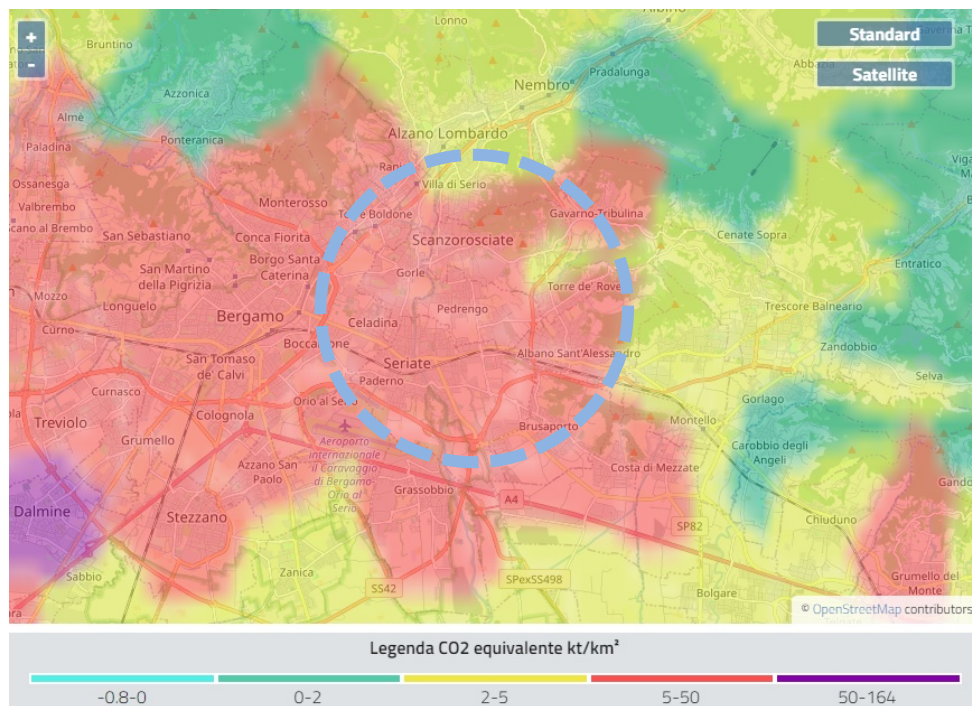 +
-
Standard
Satellite
Lonno
Albino
Bruntino
Abba
Pradalunga
Nembro
Azzonica
Almè
Ponteranica
Alzano Lombardo
Paladina
Villa di Serio
Ossanesga
Valbrembo
Monterosso
Torre Boldone
Gavarno-Tribulina
San Sebastiano
Conca Fiorita
Scanzorosciate
Cenate Sopra
Borgo Santa
Caterina
San Martino
della Pigrizia
Gorle
Entratico
Mozzo
Longuelo
Torre de' Rove
Pedrengo
Trescore Balneario
Bergamo
Celadina
Curno
Boccaleone
Zandobbio
San Tomaso
de' Calvi
Seriate
Albano Sant'Alessandro
Paderno
Selva
Curnasco
Orio al Serio
Gorlago
Treviolo
Colognola
Montello
Brusaporto
Grumello
Aeroporto
internazionale
il Caravaggio
di Bergamo
Orio al
Serio
Carobbio degli
Angeli
Azzano San
Paolo
Costa di Mezzate
Grassobbio
A4
Dalmine
Stezzano
SP82
Chiuduno
Sabbio
Zanica
SS42
SPexSS498
Bolgare
Grumello del
Monte
© OpenStreetMap contributors
Legenda CO2 equivalente kt/km²
-0.8-0
0-2
2-5
5-50
50-164